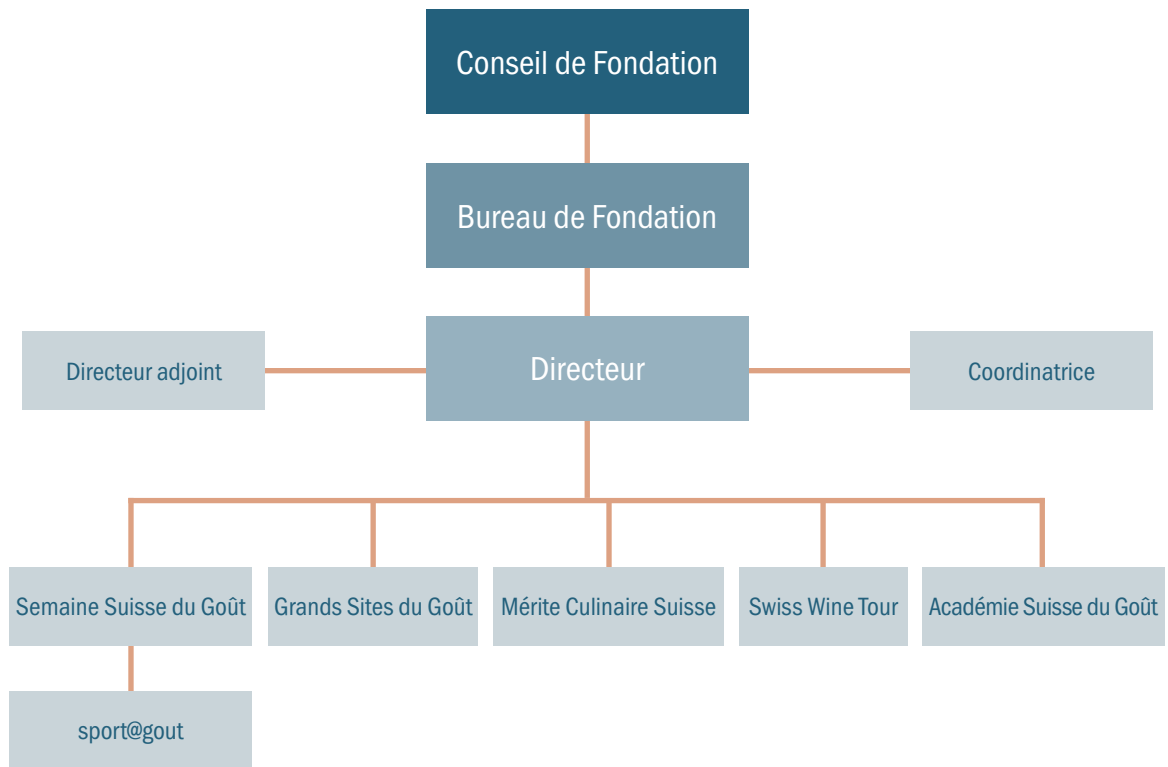 Conseil de Fondation
Bureau de Fondation
Directeur adjoint
Directeur
Coordinatrice
Semaine Suisse du Goût
Grands Sites du Goût
Mérite Culinaire Suisse
Swiss Wine Tour
Académie Suisse du Goût
sport@gout